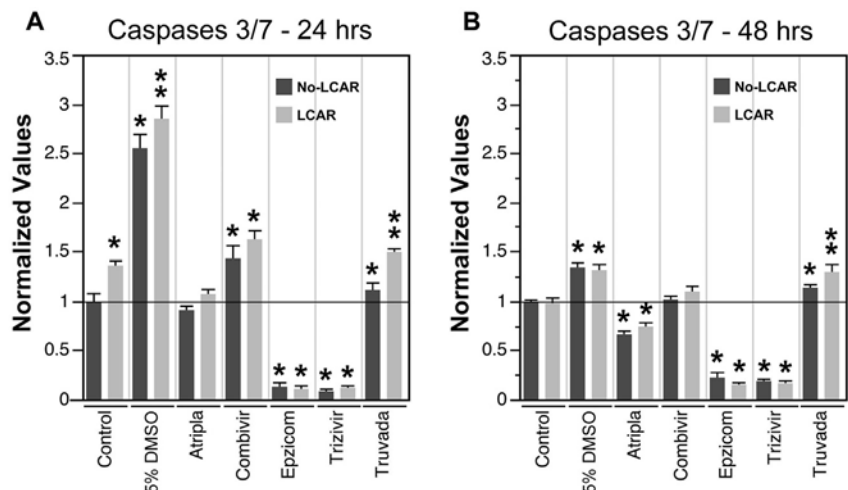 A
Caspases 3/7 - 24 hrs
Normalized Values
3.5
3
2.5
2
1.5
1
0.5
0
No-LCAR
LCAR
*
*
*
*
*
*
*
*
*
*
*
*
*
Control
5% DMSO
Atripla
Combivir
Epzicom
Trizivir
Truvada
B
Caspases 3/7 - 48 hrs
Normalized Values
3.5
3
2.5
2
1.5
1
0.5
0
No-LCAR
LCAR
*
*
*
*
*
*
*
*
*
*
*
Control
5% DMSO
Atripla
Combivir
Epzicom
Trizivir
Truvada